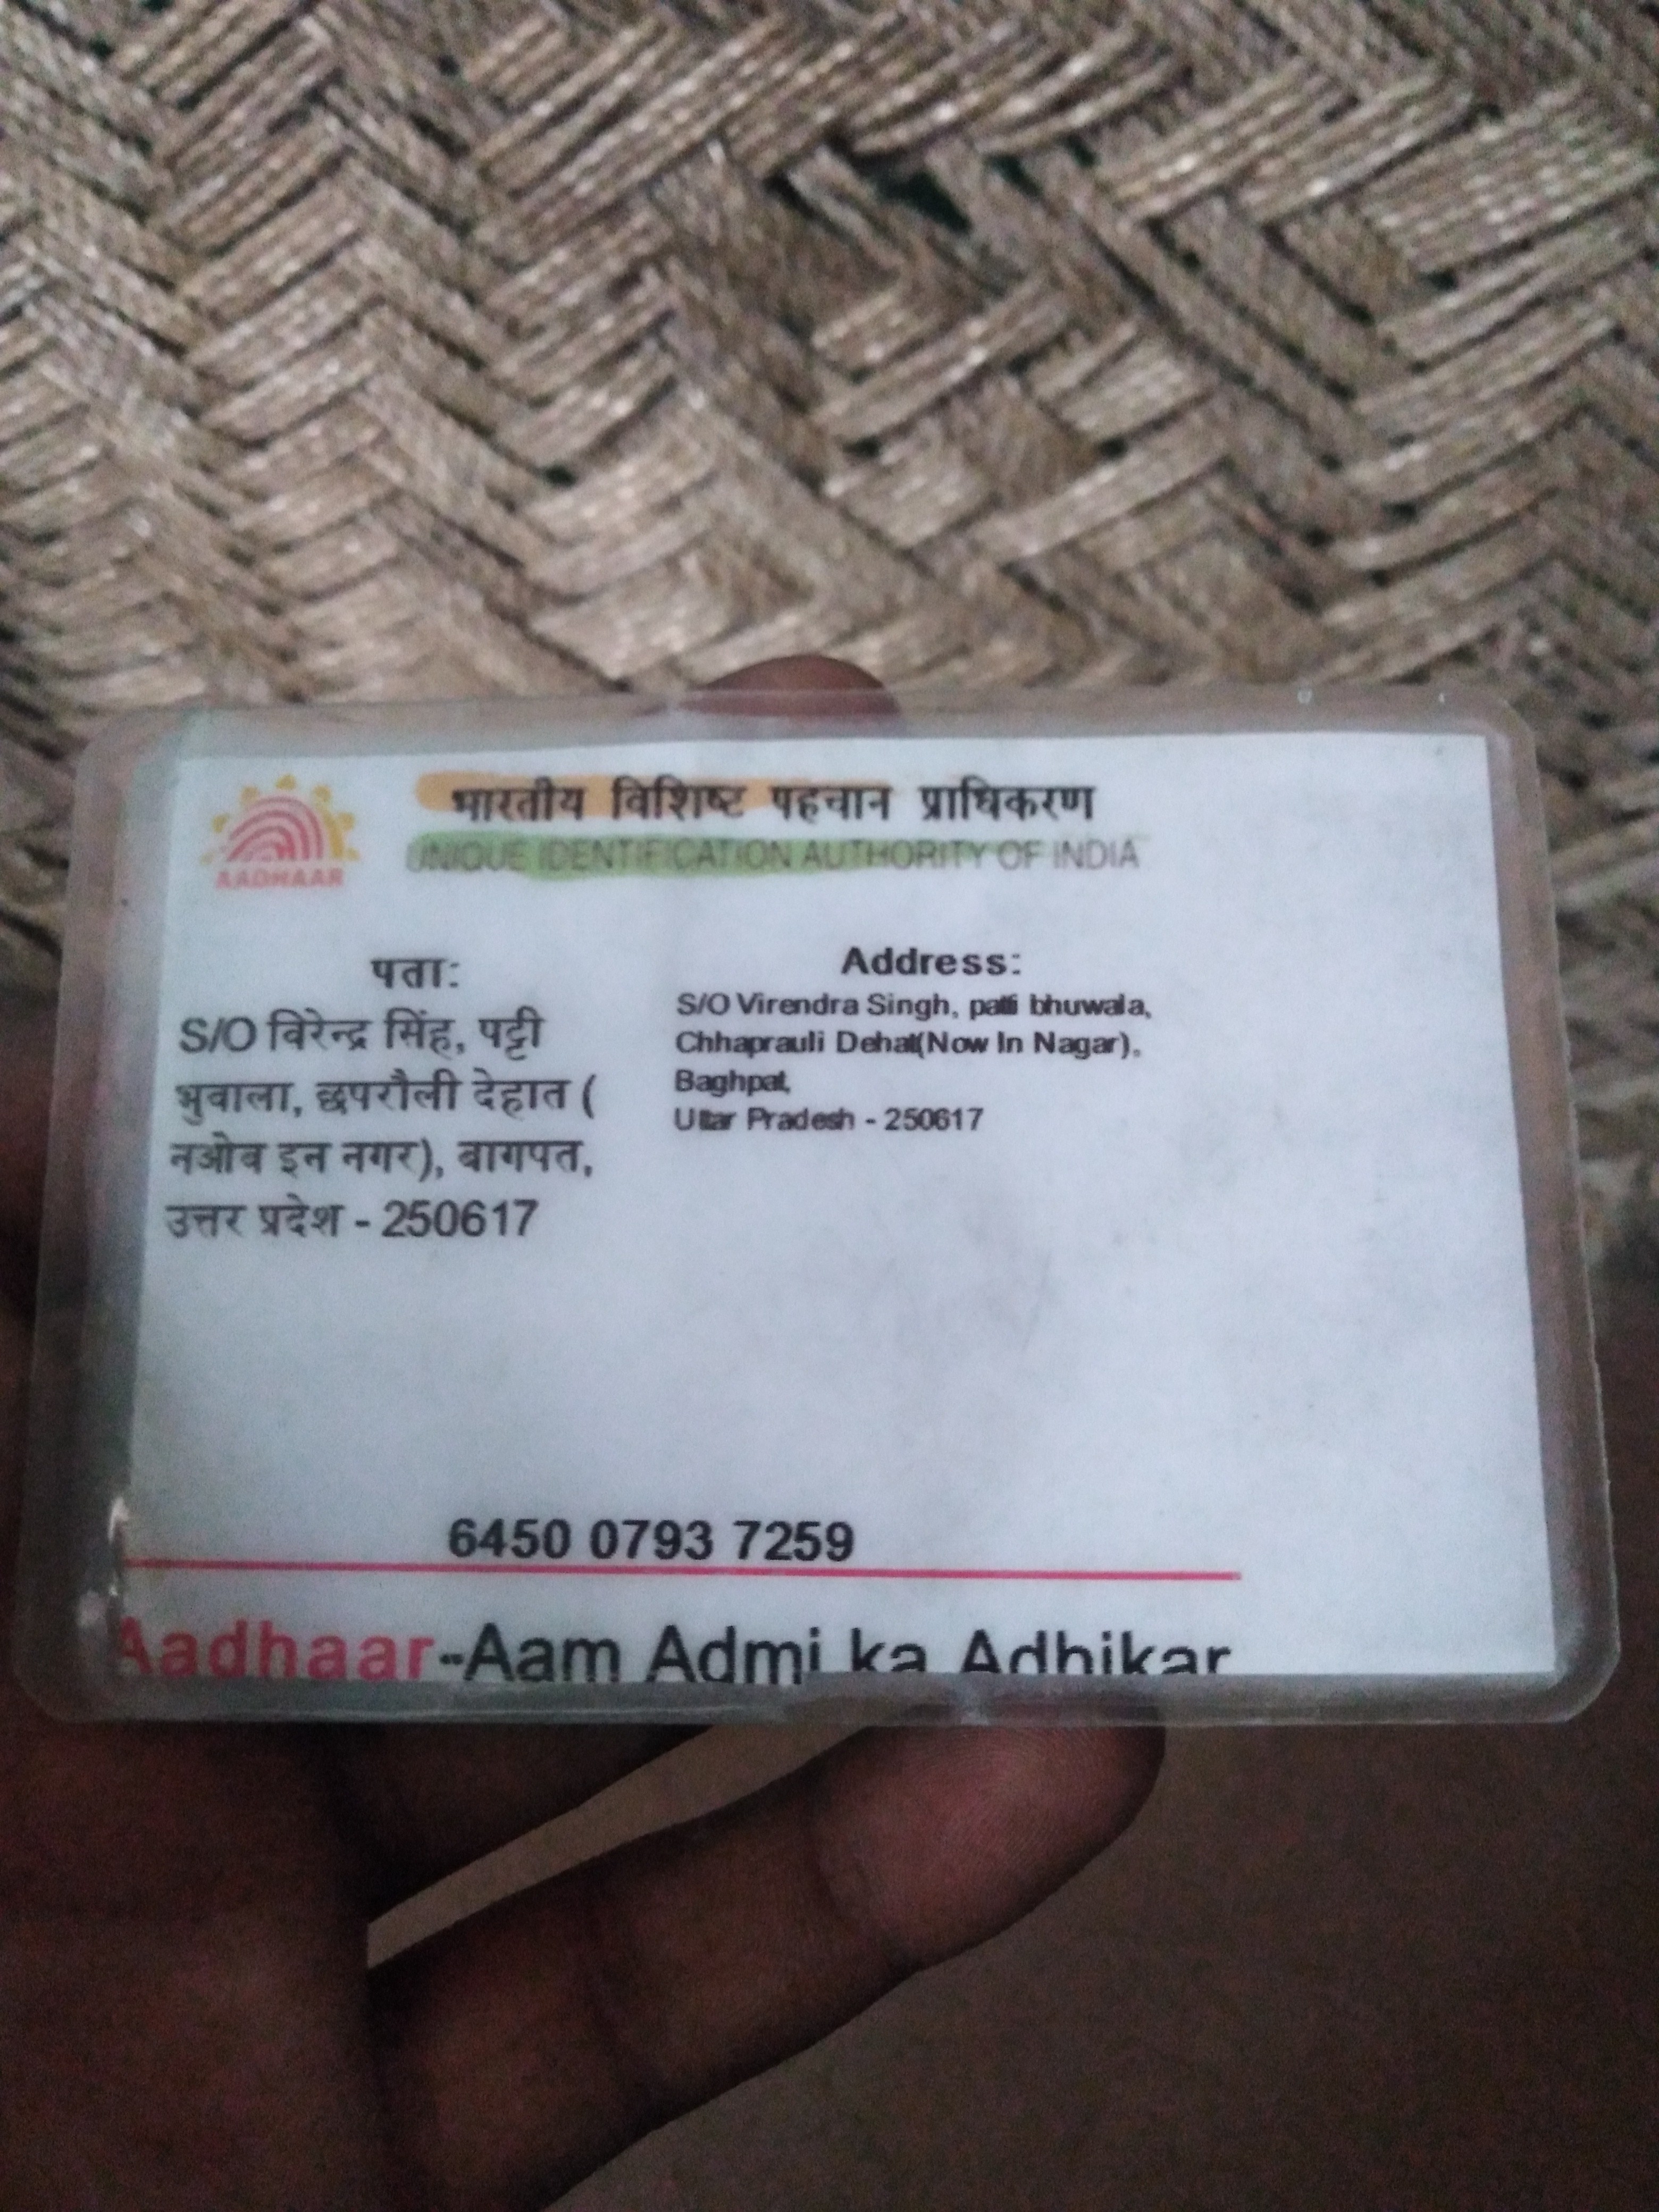 भारतीय विशिष्ट पहचान प्राधिकरण
UNIQUE IDENTIFICATION AUTHORITY OF INDIA
AADHAAR
पता:
S/O विरेन्द्र सिंह, पट्टी
भुवाला, छपरौली देहात (
नओब इन नगर), बागपत,
उत्तर प्रदेश - 250617
Address:
S/O Virendra Singh, patti bhuwala,
Chhaprauli Dehat(Now In Nagar),
Baghpat,
Uttar Pradesh - 250617
6450 0793 7259
Aadhaar-Aam Admi ka Adhikar